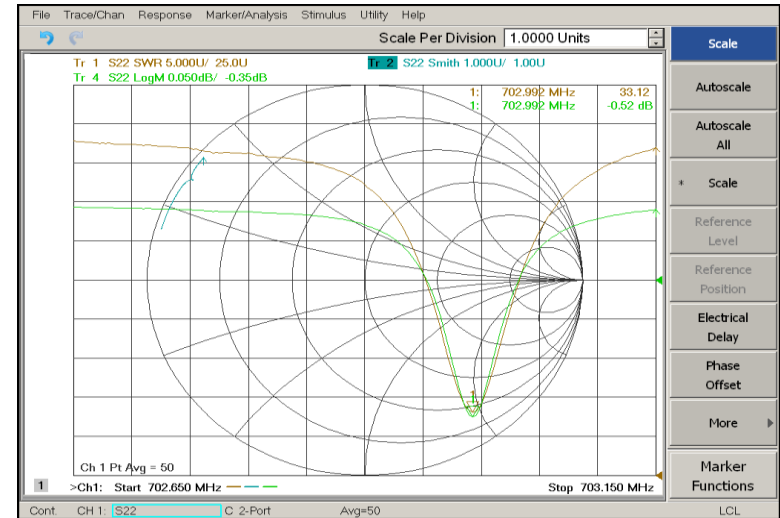 File Trace/Chan Response Marker/Analysis Stimulus Utility Help
Scale Per Division 1.0000 Units
Scale
Tr 1 S22 SWR 5.000U/ 25.0U
Tr 2 S22 Smith 1.000U/ 1.00U
Tr 4 S22 LogM 0.050dB/ -0.35dB
1: 702.992 MHz 33.12
1: 702.992 MHz -0.52 dB
1
Autoscale
Autoscale
All
* Scale
Reference
Level
Reference
Position
Electrical
Delay
Phase
Offset
More
Marker
Functions
Ch 1 Pt Avg = 50
1 >Ch1: Start 702.650 MHz Stop 703.150 MHz
Cont. CH 1: S22 C 2-Port Avg=50 LCL